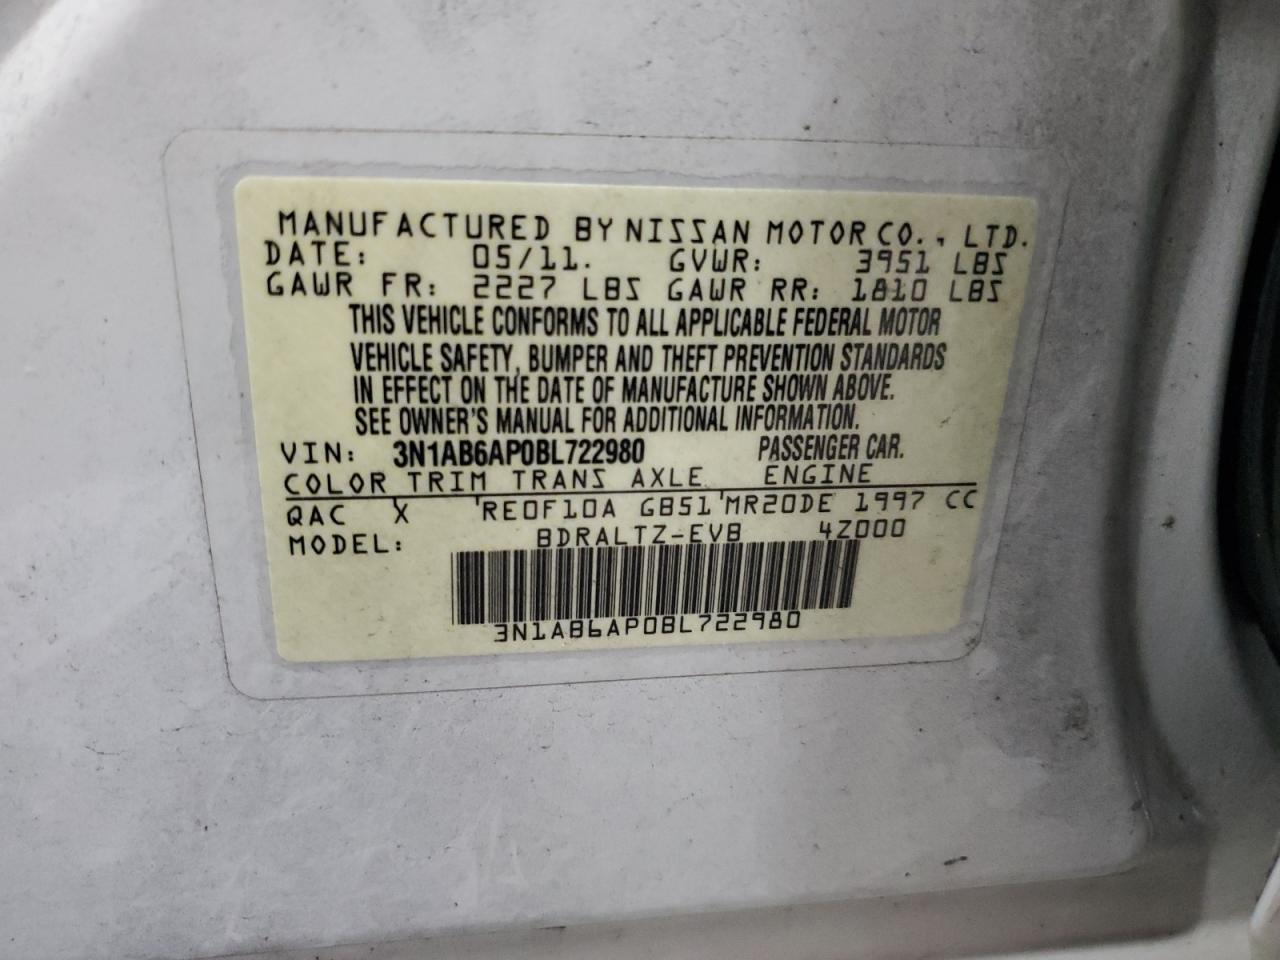 MANUFACTURED BY NISSAN MOTOR CO., LTD.
DATE: 05/11. GVWR: 3951 LBS
GAWR FR: 2227 LBS GAWR RR: 1810 LBS
THIS VEHICLE CONFORMS TO ALL APPLICABLE FEDERAL MOTOR
VEHICLE SAFETY, BUMPER AND THEFT PREVENTION STANDARDS
IN EFFECT ON THE DATE OF MANUFACTURE SHOWN ABOVE.
SEE OWNER'S MANUAL FOR ADDITIONAL INFORMATION.
VIN: 3N1AB6AP0BL722980 PASSENGER CAR.
COLOR TRIM TRANS AXLE ENGINE
QAC X RE0F10A GB51 MR20DE 1997 CC
MODEL: BDRALTZ-EVB 4Z000
3N1AB6AP0BL722980